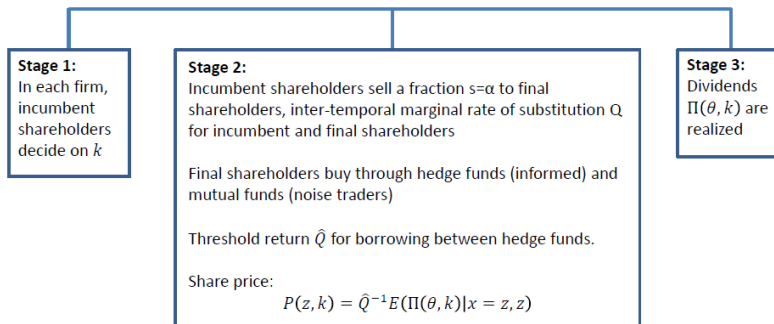 Stage 1:
In each firm,
incumbent
shareholders
decide on k
Stage 2:
Incumbent shareholders sell a fraction s=α to final
shareholders, inter-temporal marginal rate of substitution Q
for incumbent and final shareholders
Final shareholders buy through hedge funds (informed) and
mutual funds (noise traders)
Threshold return Q̂ for borrowing between hedge funds.
Share price:
P(z, k) = Q̂⁻¹E(Π(θ, k)|x = z, z)
Stage 3:
Dividends
Π(θ, k) are
realized